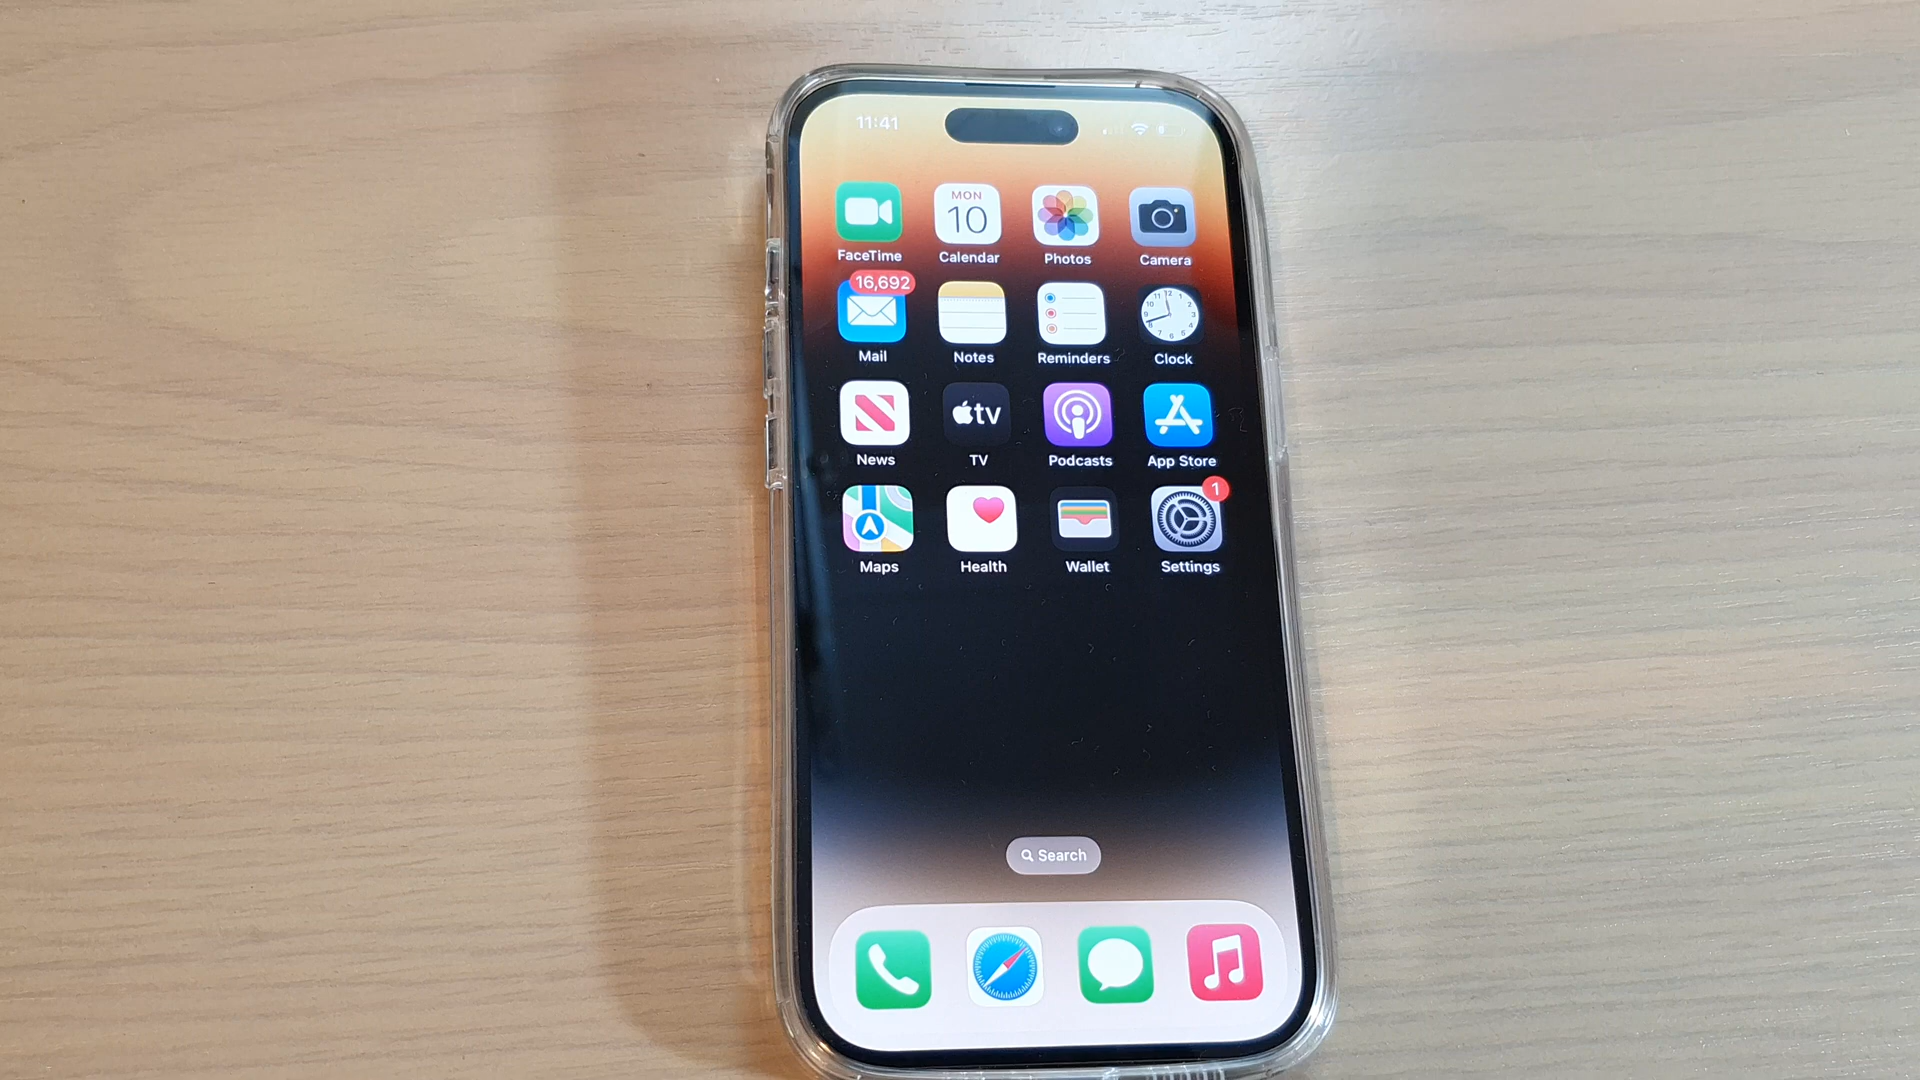 11:41
MON
10
FaceTime Calendar Photos Camera
16,692
Mail Notes Reminders Clock
tv
News TV Podcasts App Store
1
Maps Health Wallet Settings
Search